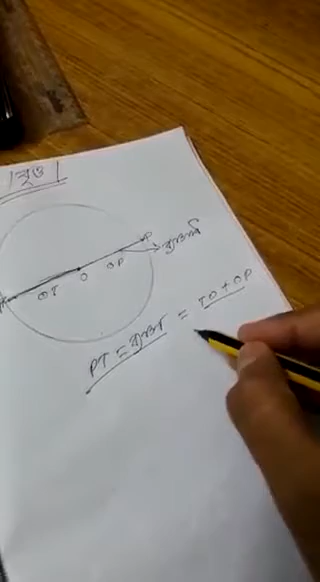 বৃত্ত।
P
OP
O
OT
PT = ব্যাস = TO + OP